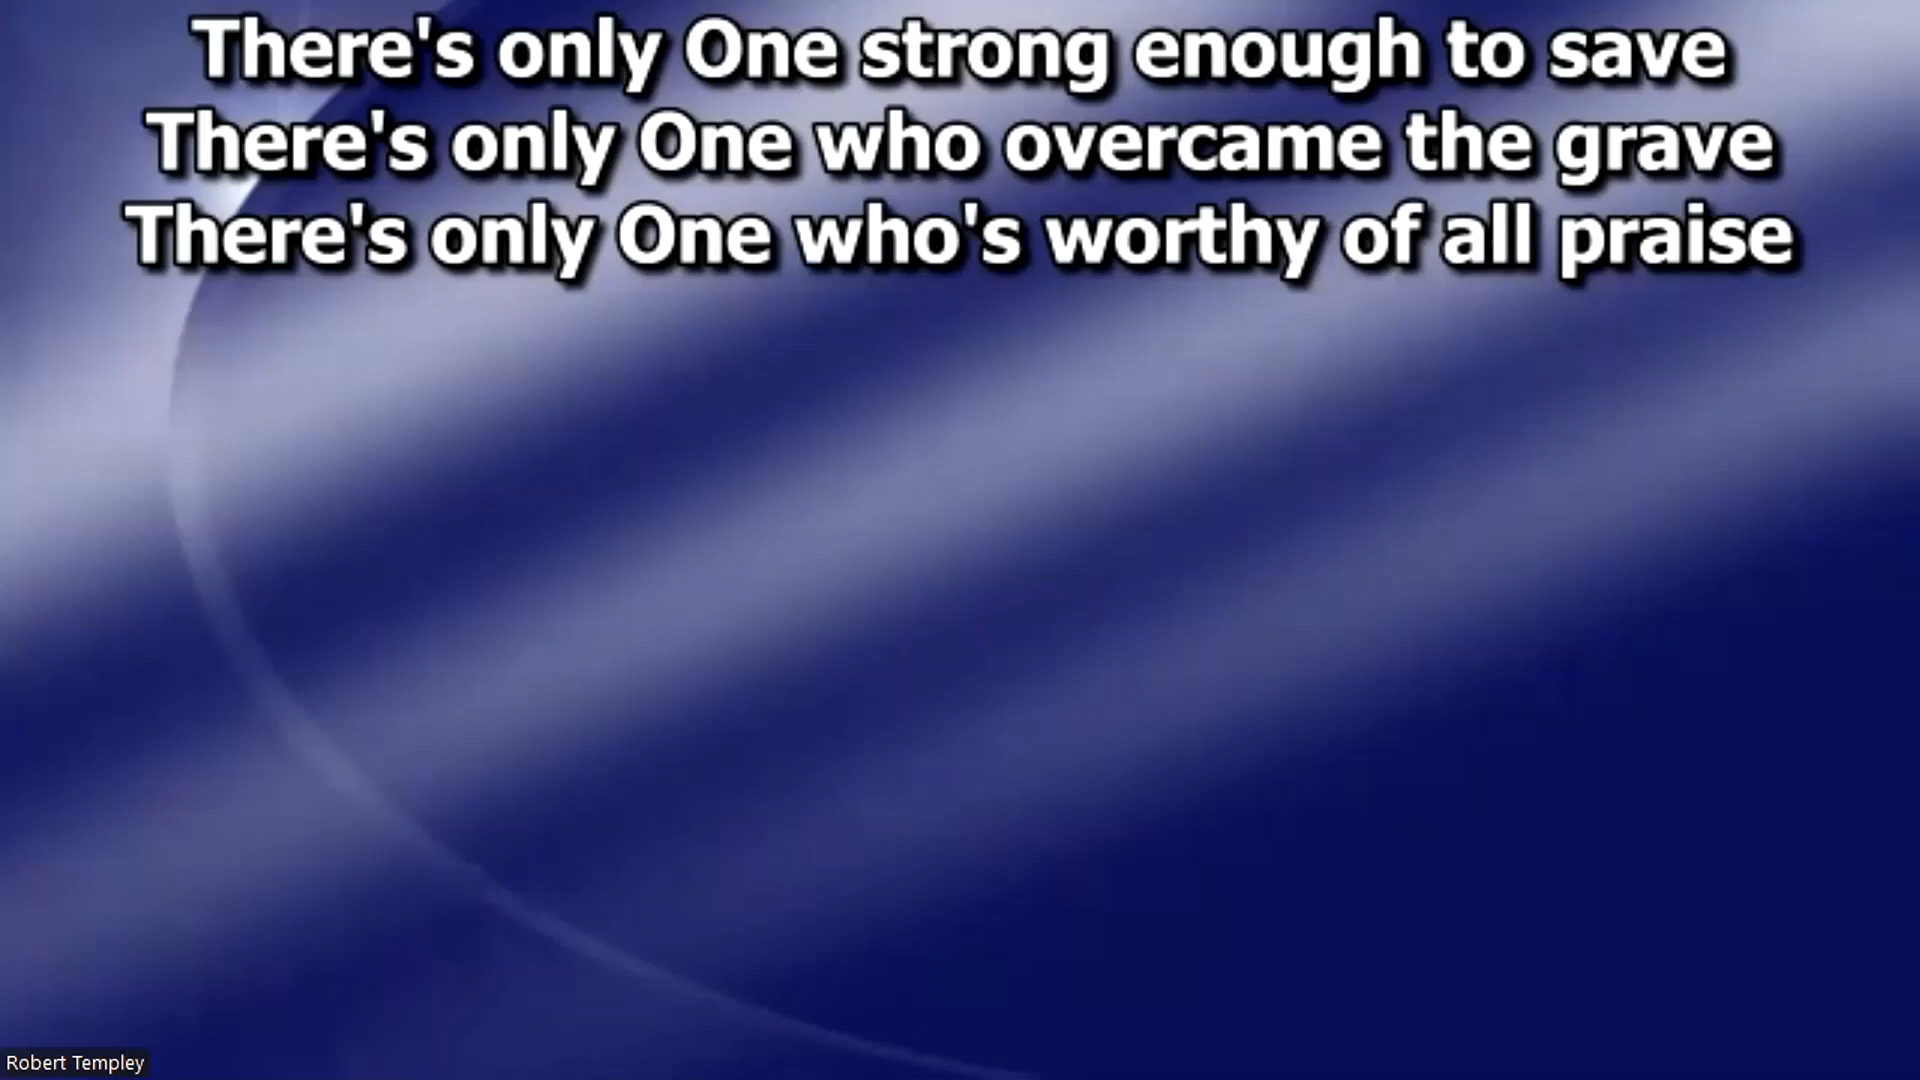 There's only One strong enough to save
There's only One who overcame the grave
There's only One who's worthy of all praise
Robert Templey